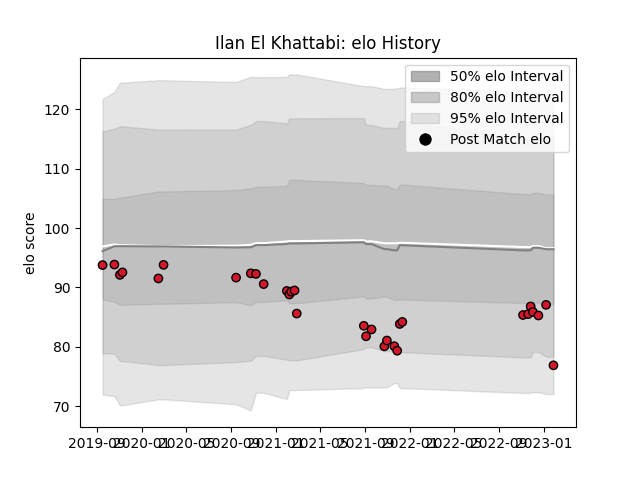 Ilan El Khattabi: elo History
50% elo Interval
80% elo Interval
95% elo Interval
Post Match elo
elo score
120
110
100
90
80
70
2019-09 2020-01 2020-05 2020-09 2021-01 2021-05 2021-09 2022-01 2022-05 2022-09 2023-01